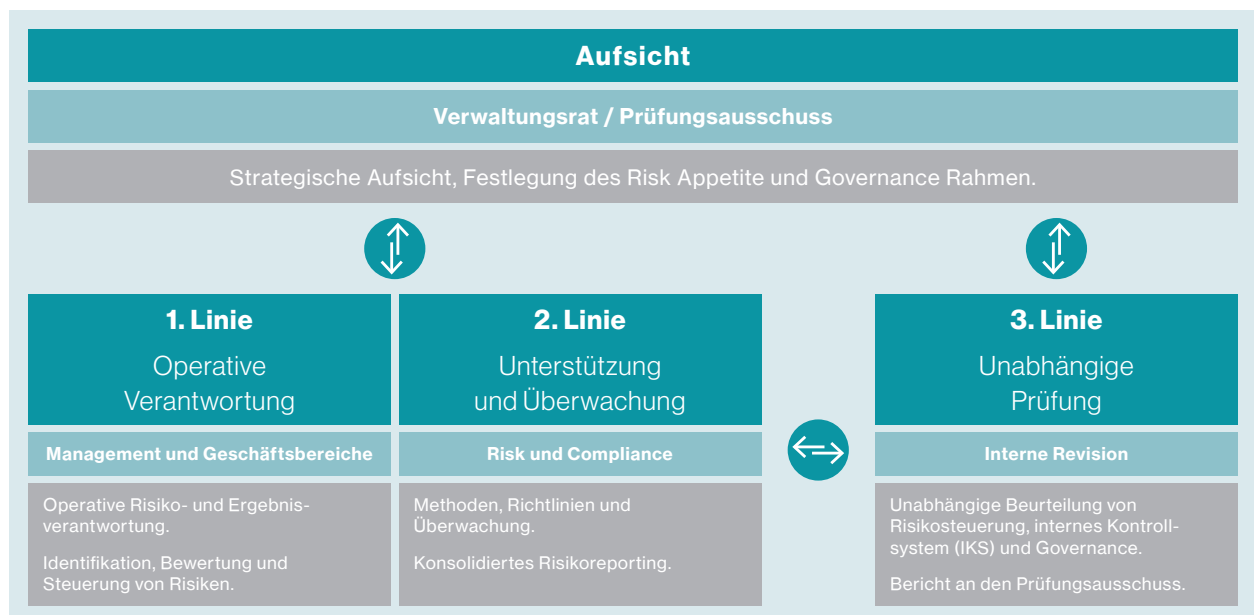 Aufsicht
Verwaltungsrat / Prüfungsausschuss
Strategische Aufsicht, Festlegung des Risk Appetite und Governance Rahmen.
1. Linie
Operative
Verantwortung
Management und Geschäftsbereiche
Operative Risiko- und Ergebnis-
verantwortung.
Identifikation, Bewertung und
Steuerung von Risiken.
2. Linie
Unterstützung
und Überwachung
Risk und Compliance
Methoden, Richtlinien und
Überwachung.
Konsolidiertes Risikoreporting.
3. Linie
Unabhängige
Prüfung
Interne Revision
Unabhängige Beurteilung von
Risikosteuerung, internes Kontroll-
system (IKS) und Governance.
Bericht an den Prüfungsausschuss.